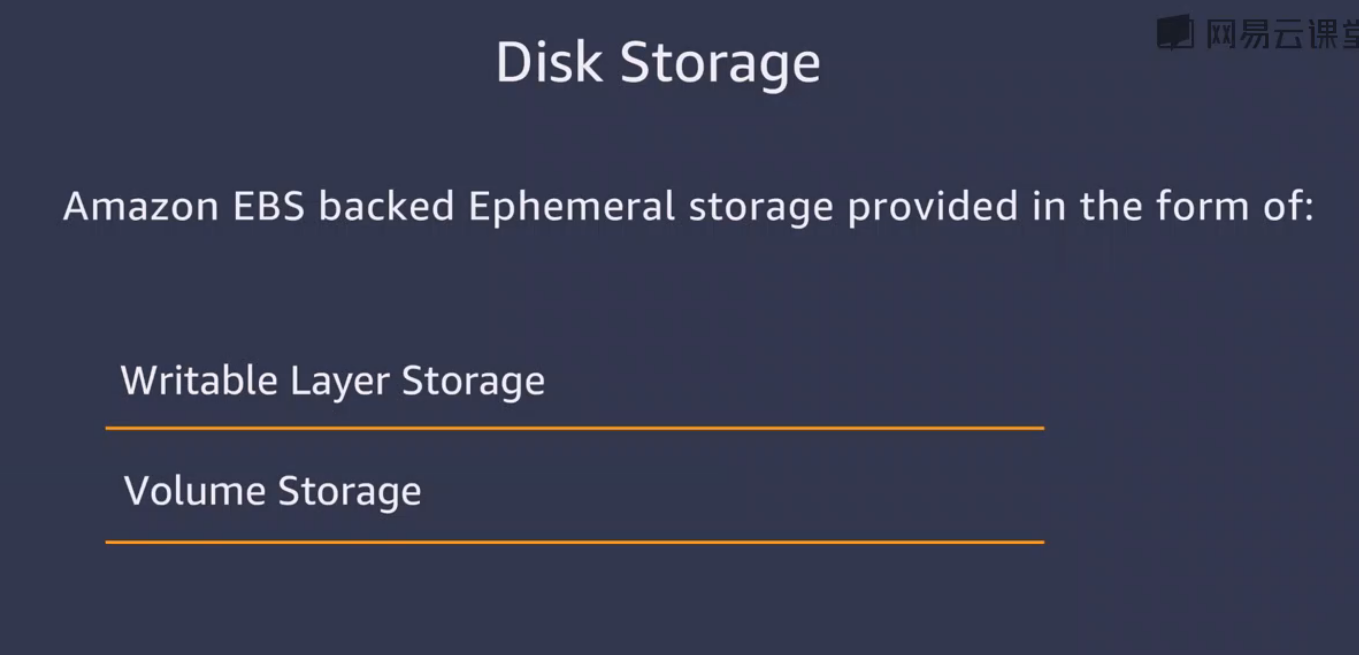 网易云课堂
Disk Storage
Amazon EBS backed Ephemeral storage provided in the form of:
Writable Layer Storage
Volume Storage